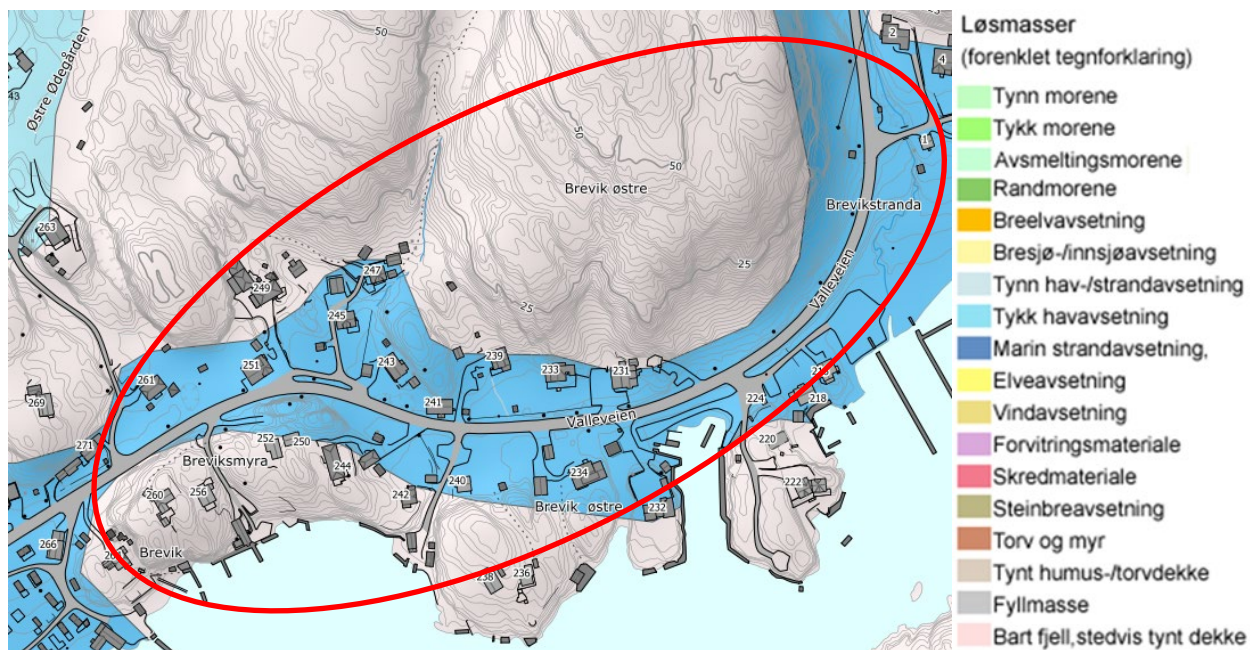 Løsmasser
(forenklet tegnforklaring)
Tynn morene
Tykk morene
Avsmeltingsmorene
Randmorene
Breelvavsetning
Bresjø-/innsjøavsetning
Tynn hav-/strandavsetning
Tykk havavsetning
Marin strandavsetning,
Elveavsetning
Vindavsetning
Forvitringsmateriale
Skredmateriale
Steinbreavsetning
Torv og myr
Tynt humus-/torvdekke
Fyllmasse
Bart fjell,stedvis tynt dekke
50
2
4
43
Østre Ødegården
50
1
50
Brevik østre
Brevikstranda
263
25
247
249
Valleveien
25
245
239
243
251
233
231
261
218
269
241
224
Valleveien
252
250
220
271
Breviksmyra
244
234
240
222
260
256
242
Brevik østre
232
266
Brevik
238
236